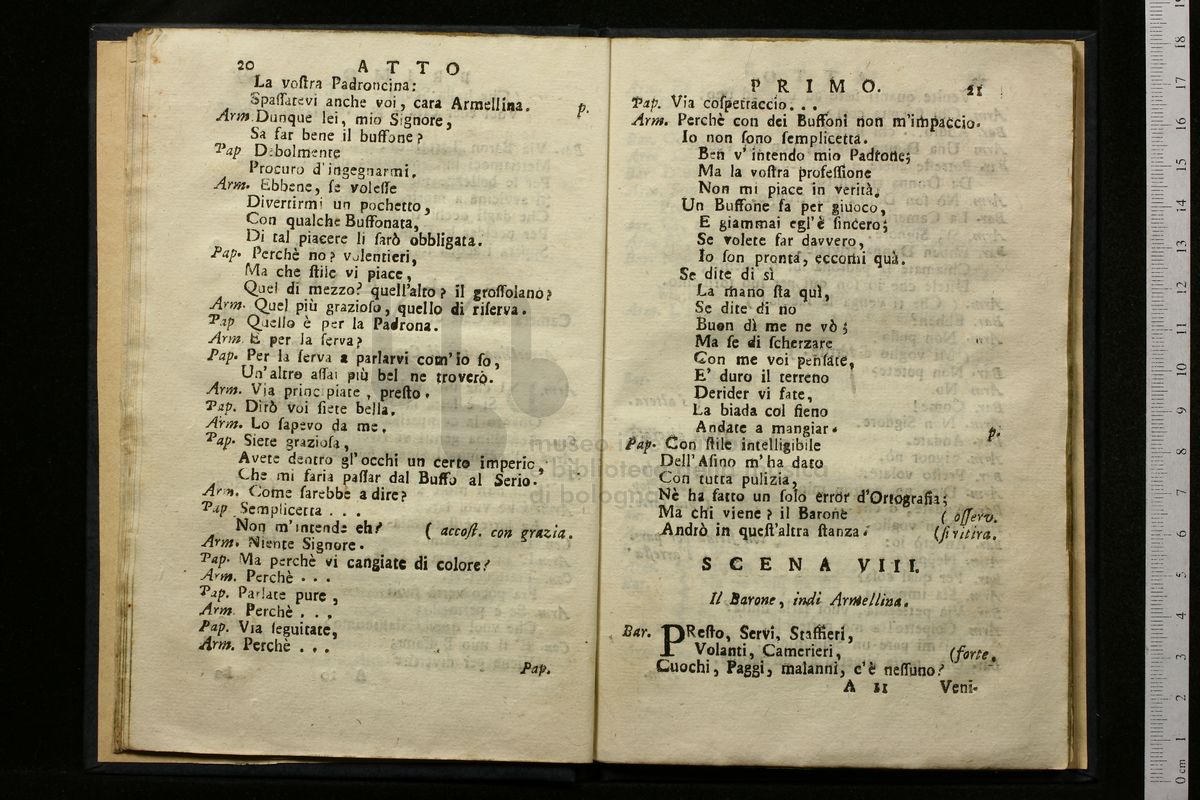 20 ATTO
La voſtra Padroncina:
Spaſſatevi anche voi, cara Armellina. p.
Arm. Dunque lei, mio Signore,
Sa far bene il buffone?
Pap Debolmente
Procuro d'ingegnarmi.
Arm. Ebbene, ſe voleſſe
Divertirmi un pochetto,
Con qualche Buffonata,
Di tal piacere li ſarò obbligata.
Pap. Perchè no? volentieri,
Ma che ſtile vi piace,
Quel di mezzo? quell'alto? il groſſolano?
Arm. Quel più grazioſo, quello di riſerva.
Pap Quello è per la Padrona.
Arm. E per la ſerva?
Pap. Per la ſerva a parlarvi com'io ſo,
Un'altro aſſai più bel ne troverò.
Arm. Via principiate, preſto.
Pap. Dirò voi ſiete bella.
Arm. Lo ſapevo da me.
Pap. Siete grazioſa,
Avete dentro gl'occhi un certo imperio,
Che mi faria paſſar dal Buffo al Serio.
Arm. Come ſarebbe a dire?
Pap Semplicetta . . .
Non m'intende eh? ( accoſt. con grazia.
Arm. Niente Signore.
Pap. Ma perchè vi cangiate di colore?
Arm. Perchè . . .
Pap. Parlate pure,
Arm. Perchè . . .
Pap. Via ſeguitate,
Arm. Perchè . . .
Pap.
PRIMO. 21
Pap. Via coſpettaccio. . .
Arm. Perchè con dei Buffoni non m'impaccio.
Io non ſono ſemplicetta.
Ben v'intendo mio Padrone;
Ma la voſtra profeſſione
Non mi piace in verità.
Un Buffone fa per giuoco,
E giammai egl'è ſincero;
Se volete far davvero,
Io ſon pronta, eccomi quà.
Se dite di sì
La mano ſta quì,
Se dite di no
Buon dì me ne vò;
Ma ſe di ſcherzare
Con me voi penſate,
E' duro il terreno
Derider vi fate,
La biada col fieno
Andate a mangiar. p.
Pap. Con ſtile intelligibile
Dell'Aſino m'ha dato
Con tutta pulizia,
Nè ha fatto un ſolo error d'Ortografia;
Ma chi viene? il Barone ( oſſerv.
Andrò in queſt'altra ſtanza. (ſi ritira.
SCENA VIII.
Il Barone, indi Armellina.
Bar. PReſto, Servi, Staffieri,
Volanti, Camerieri, (forte.
Cuochi, Paggi, malanni, c'è neſſuno?
A 11 Veni-